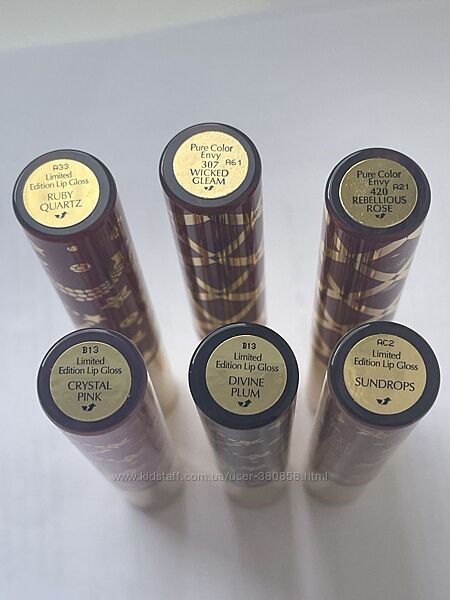 A33
Limited
Edition Lip Gloss
RUBY
QUARTZ
Pure Color
Envy
307 A61
WICKED
GLEAM
Pure Color
Envy
420 A21
REBELLIOUS
ROSE
B13
Limited
Edition Lip Gloss
CRYSTAL
PINK
B13
Limited
Edition Lip Gloss
DIVINE
PLUM
AC2
Limited
Edition Lip Gloss
SUNDROPS
www.kidstaff.com.ua/user-380858.html